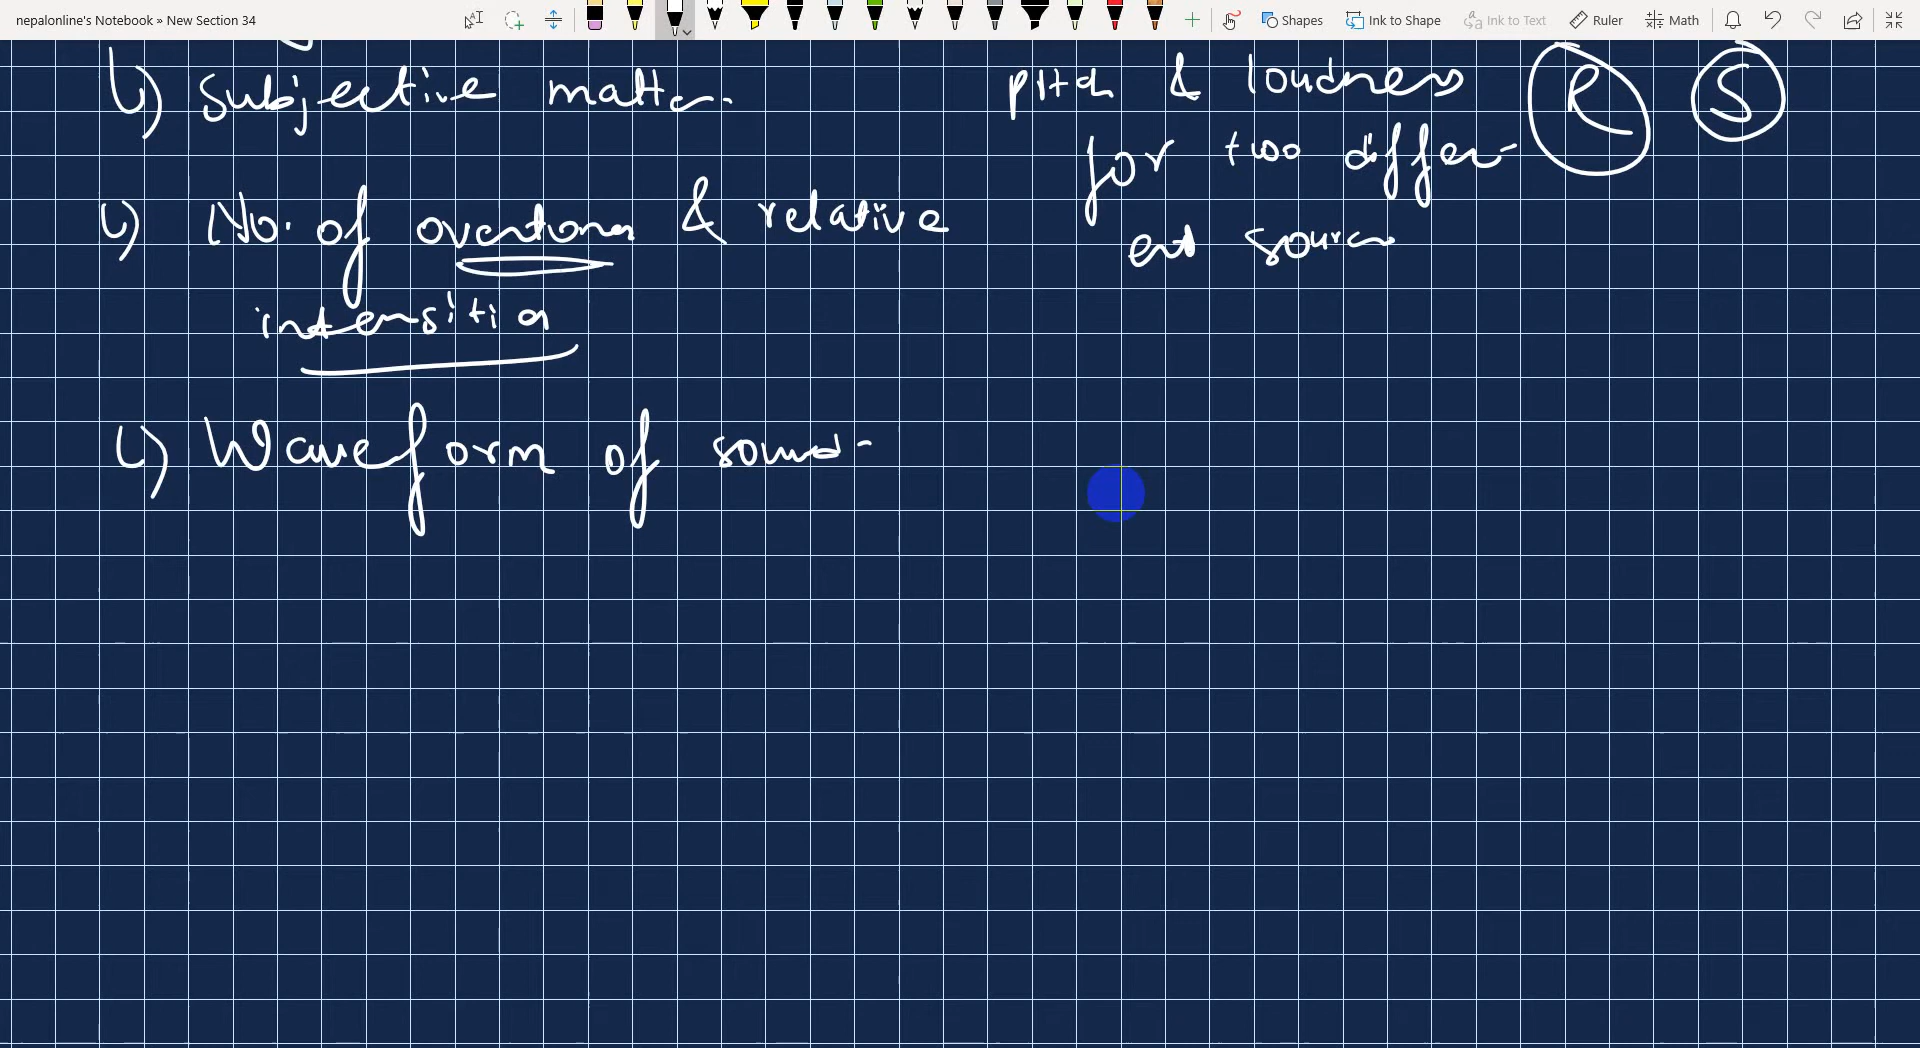 nepalonline's Notebook » New Section 34
Shapes
Ink to Shape
Ink to Text
Ruler
Math
↳ Subjective matter.
↳ No. of overtones & relative
intensities
↳ Waveform of sound.
pitch & loudness
for two differ-
ent sources
R
S